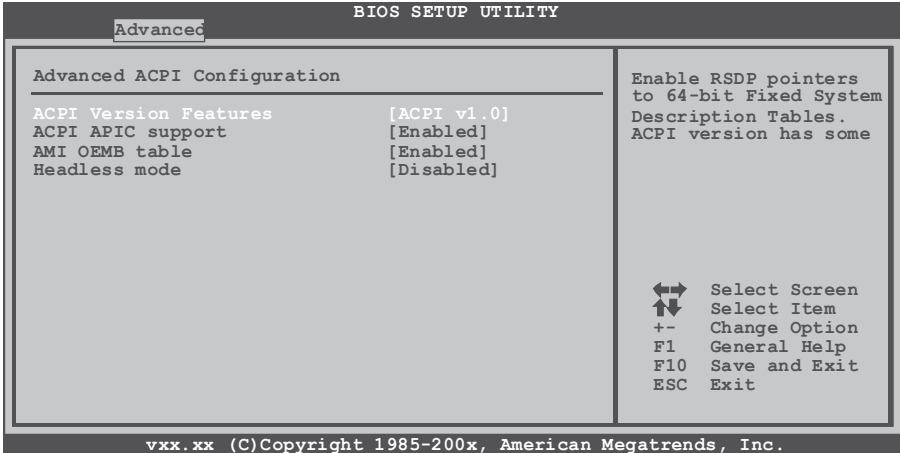 BIOS SETUP UTILITY
Advanced
Advanced ACPI Configuration
ACPI Version Features [ACPI v1.0]
ACPI APIC support [Enabled]
AMI OEMB table [Enabled]
Headless mode [Disabled]
Enable RSDP pointers
to 64-bit Fixed System
Description Tables.
ACPI version has some
Select Screen
Select Item
+- Change Option
F1 General Help
F10 Save and Exit
ESC Exit
vxx.xx (C)Copyright 1985-200x, American Megatrends, Inc.